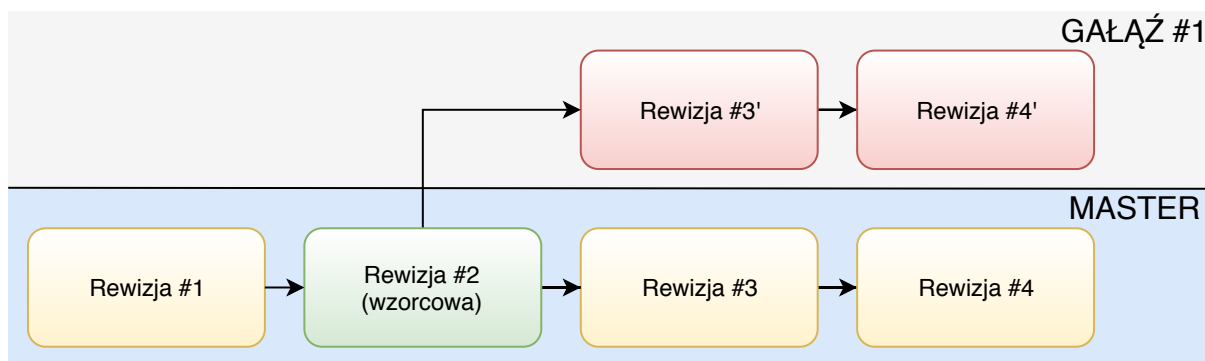 GAŁĄŹ #1
Rewizja #3'
Rewizja #4'
MASTER
Rewizja #1
Rewizja #2
(wzorcowa)
Rewizja #3
Rewizja #4